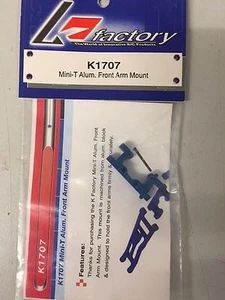 K factory
The World of Innovative R/C Products
K1707
Mini-T Alum. Front Arm Mount
K1707
K1707 Mini-T Alum. Front Arm Mount
Features:
Thanks for purchasing the K Factory Mini-T Alum. Front
Arm Mount. This mount is machined from alum. block
& designed to hold the front arms firmly & accurately.